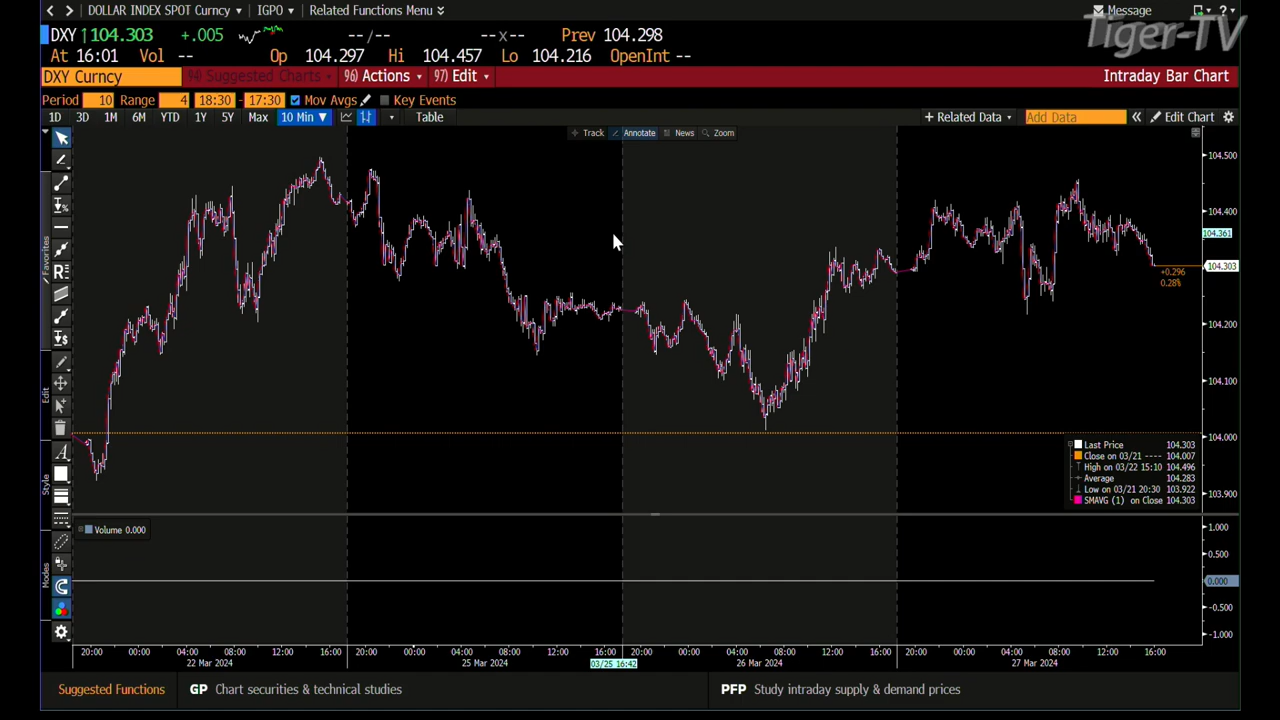 DOLLAR INDEX SPOT Curncy IGPO Related Functions Menu Message ?
Tiger-TV
DXY 104.303 +.005 -- / -- -- x -- Prev 104.298
At 16:01 Vol -- Op 104.297 Hi 104.457 Lo 104.216 OpenInt --
DXY Curncy 94) Suggested Charts 96) Actions 97) Edit Intraday Bar Chart
Period 10 Range 4 18:30 - 17:30 Mov Avgs Key Events
1D 3D 1M 6M YTD 1Y 5Y Max 10 Min Table + Related Data Add Data Edit Chart
Track Annotate News Zoom
Favorites
Edit
Style
Modes
104.500
104.400
104.361
104.303
+0.296
0.28%
104.200
104.100
104.000
103.900
Last Price 104.303
Close on 03/21 ---- 104.007
High on 03/22 15:10 104.496
Average 104.283
Low on 03/21 20:30 103.922
SMAVG (1) on Close 104.303
Volume 0.000
1.000
0.500
0.000
-0.500
-1.000
20:00 00:00 04:00 08:00 12:00 16:00 20:00 00:00 04:00 08:00 12:00 16:00 20:00 00:00 04:00 08:00 12:00 16:00 20:00 00:00 04:00 08:00 12:00 16:00
22 Mar 2024 25 Mar 2024 03/25 16:42 26 Mar 2024 27 Mar 2024
Suggested Functions GP Chart securities & technical studies PFP Study intraday supply & demand prices